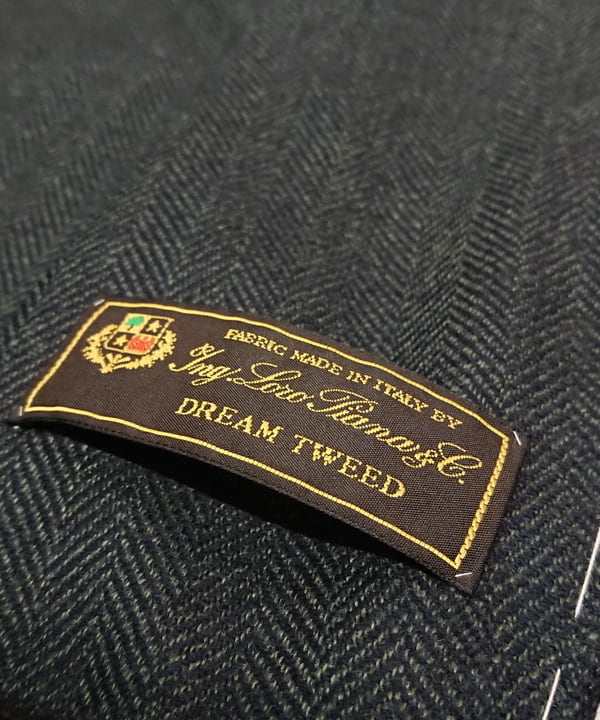 FABRIC MADE IN ITALY BY
Ing. Loro Piana & C.
DREAM TWEED